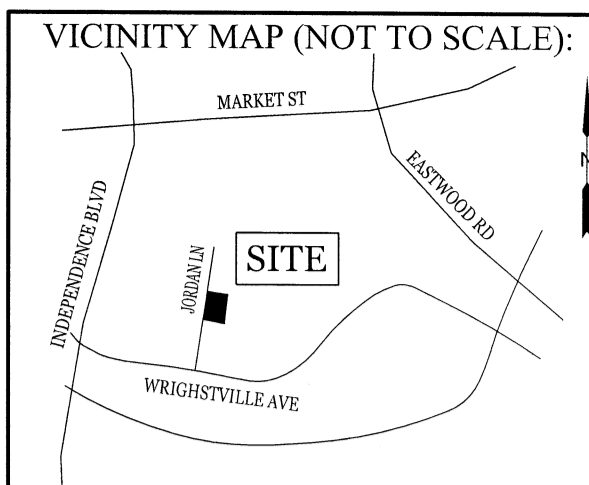 VICINITY MAP (NOT TO SCALE):
MARKET ST
EASTWOOD RD
INDEPENDENCE BLVD
JORDAN LN
SITE
WRIGHSTVILLE AVE
N